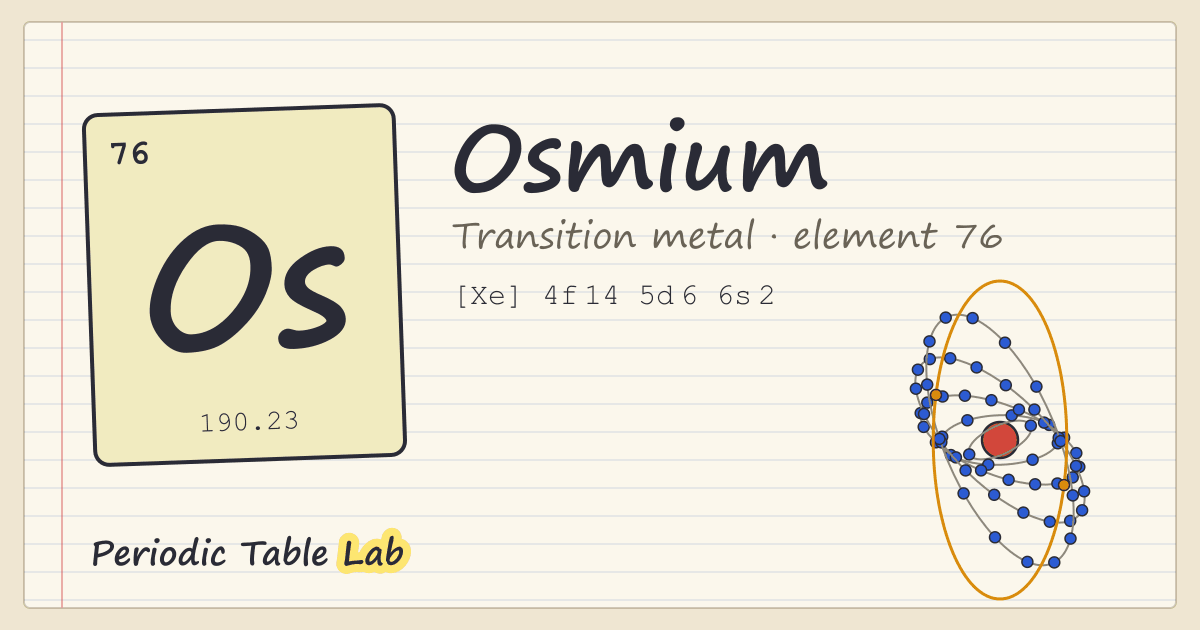 76
Os
190.23
Osmium
Transition metal · element 76
[Xe] 4f14 5d6 6s2
Periodic Table Lab